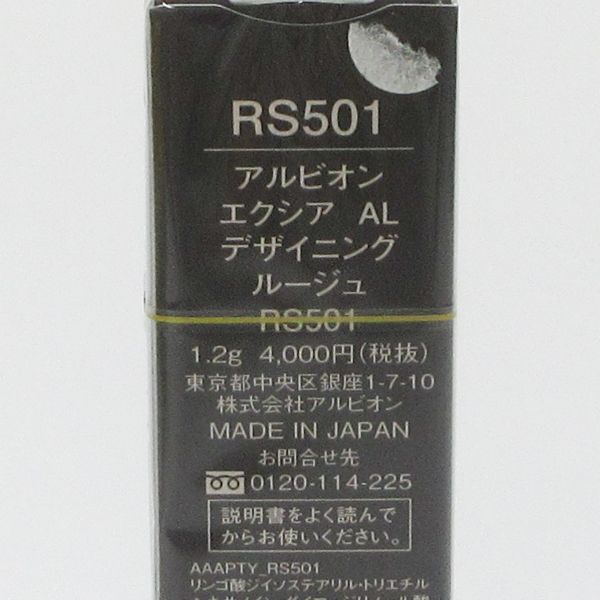 RS501
アルビオン
エクシア AL
デザイニング
ルージュ
RS501
1.2g 4,000円(税抜)
東京都中央区銀座1-7-10
株式会社アルビオン
MADE IN JAPAN
お問合せ先
0120-114-225
説明書をよく読んで
からお使いください。
AAAPTY_RS501
リンゴ酸ジイソステアリル・トリエチル